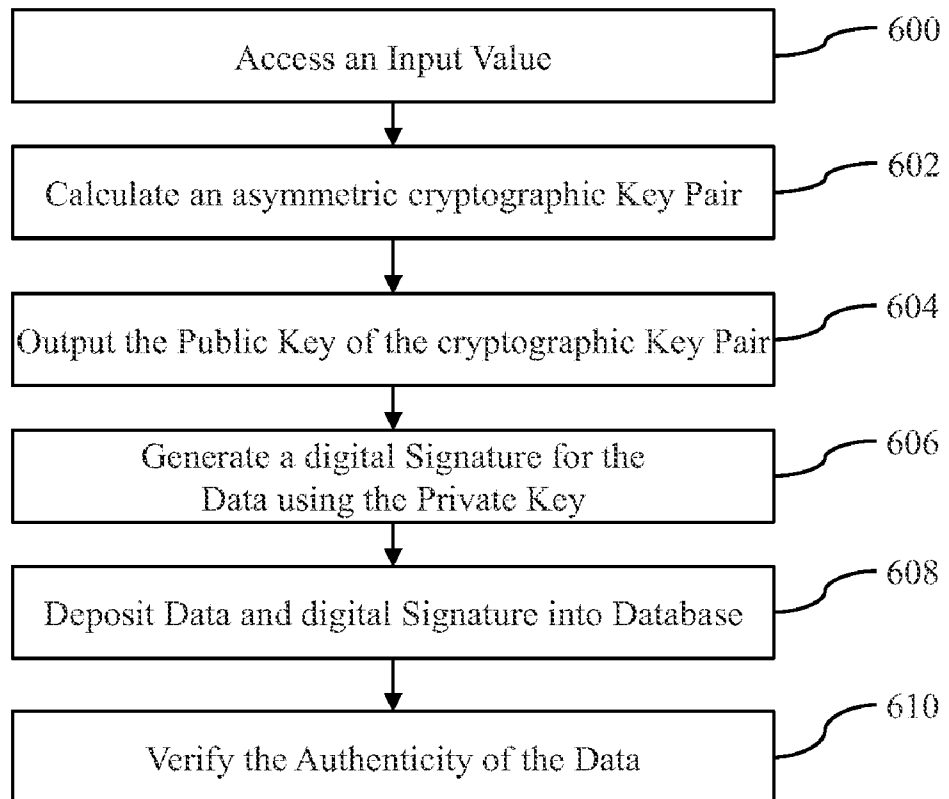 600
Access an Input Value
602
Calculate an asymmetric cryptographic Key Pair
604
Output the Public Key of the cryptographic Key Pair
606
Generate a digital Signature for the
Data using the Private Key
608
Deposit Data and digital Signature into Database
610
Verify the Authenticity of the Data